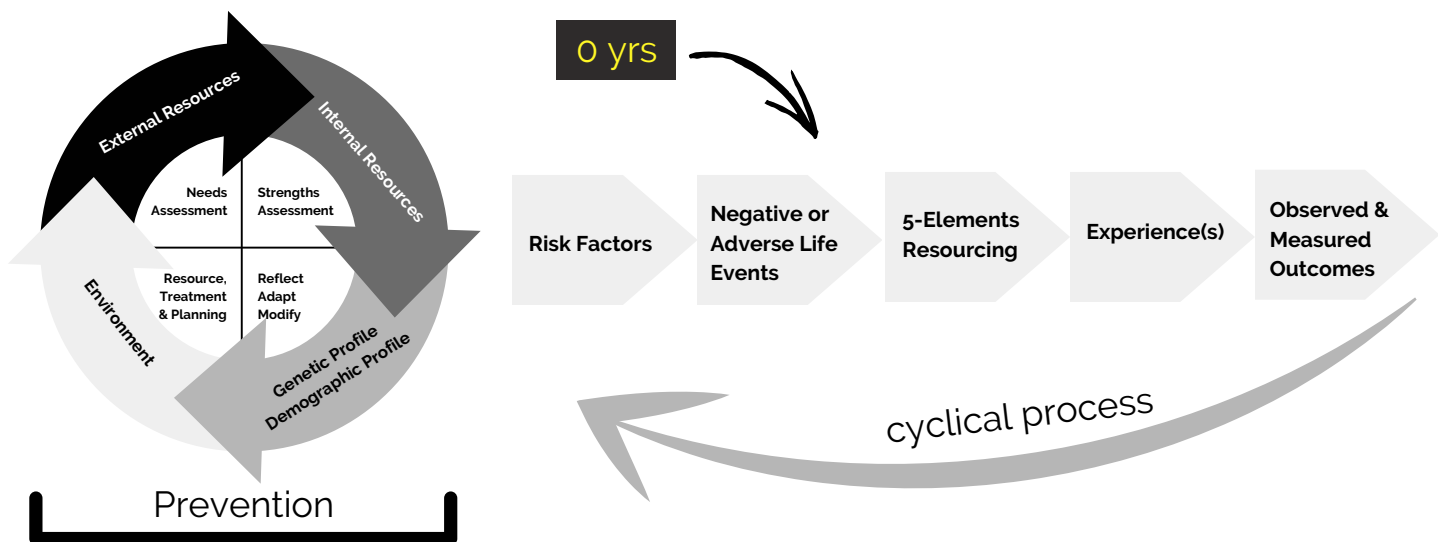 External Resources
Internal Resources
Needs
Assessment
Strengths
Assessment
Resource,
Treatment
& Planning
Reflect
Adapt
Modify
Environment
Genetic Profile
Demographic Profile
Prevention
0 yrs
Risk Factors
Negative or
Adverse Life
Events
5-Elements
Resourcing
Experience(s)
Observed &
Measured
Outcomes
cyclical process